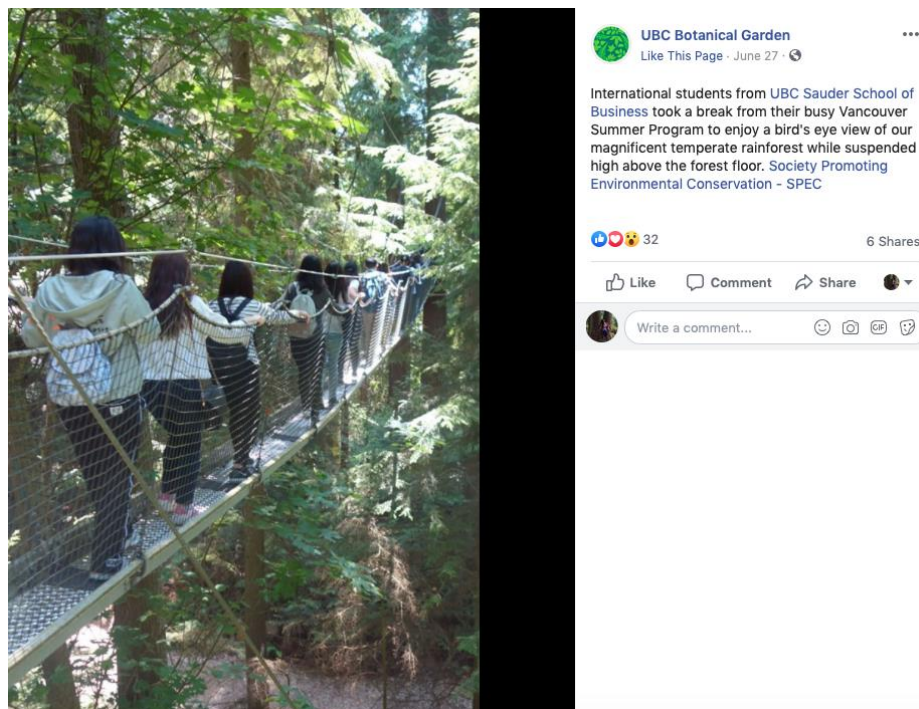 UBC Botanical Garden
Like This Page · June 27 ·
International students from UBC Sauder School of
Business took a break from their busy Vancouver
Summer Program to enjoy a bird's eye view of our
magnificent temperate rainforest while suspended
high above the forest floor. Society Promoting
Environmental Conservation - SPEC
32
6 Shares
Like Comment Share
Write a comment...
GIF